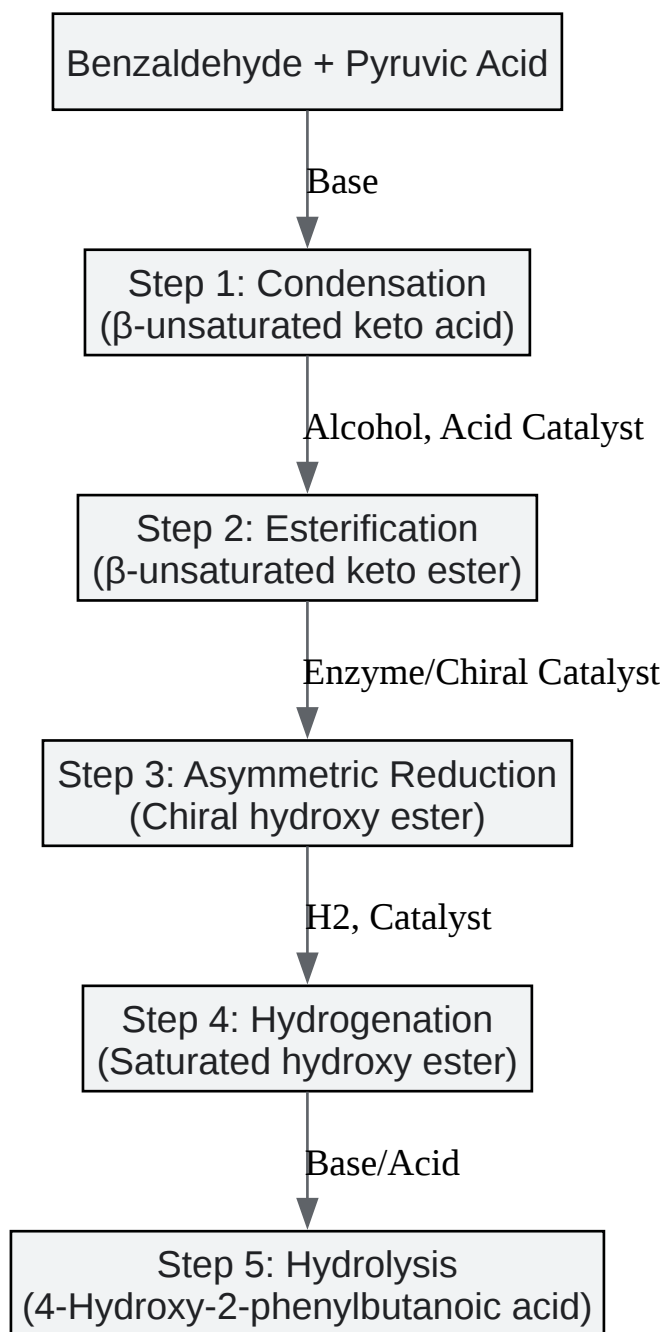 Benzaldehyde + Pyruvic Acid
Base
Step 1: Condensation
(β-unsaturated keto acid)
Alcohol, Acid Catalyst
Step 2: Esterification
(β-unsaturated keto ester)
Enzyme/Chiral Catalyst
Step 3: Asymmetric Reduction
(Chiral hydroxy ester)
H2, Catalyst
Step 4: Hydrogenation
(Saturated hydroxy ester)
Base/Acid
Step 5: Hydrolysis
(4-Hydroxy-2-phenylbutanoic acid)